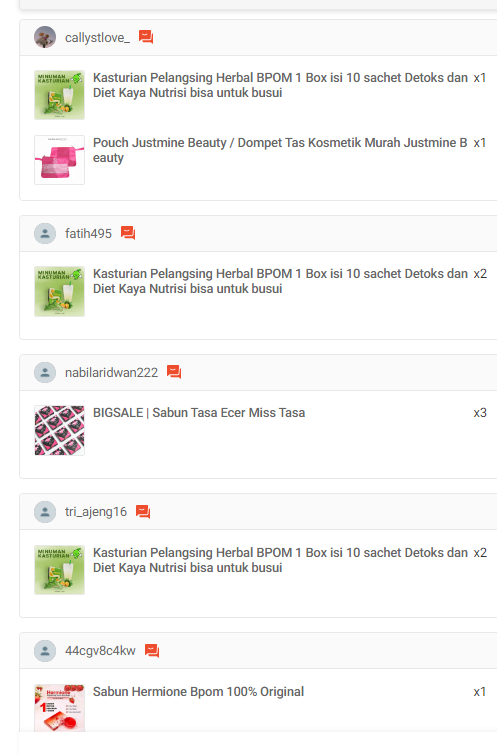 callystlove_
MINUMAN
KASTURIAN
Kasturian Pelangsing Herbal BPOM 1 Box isi 10 sachet Detoks dan x1
Diet Kaya Nutrisi bisa untuk busui
Pouch Justmine Beauty / Dompet Tas Kosmetik Murah Justmine B x1
eauty
fatih495
MINUMAN
KASTURIAN
Kasturian Pelangsing Herbal BPOM 1 Box isi 10 sachet Detoks dan x2
Diet Kaya Nutrisi bisa untuk busui
nabilaridwan222
BIGSALE | Sabun Tasa Ecer Miss Tasa x3
tri_ajeng16
MINUMAN
KASTURIAN
Kasturian Pelangsing Herbal BPOM 1 Box isi 10 sachet Detoks dan x2
Diet Kaya Nutrisi bisa untuk busui
44cgv8c4kw
Hermione
Sabun Hermione Bpom 100% Original x1